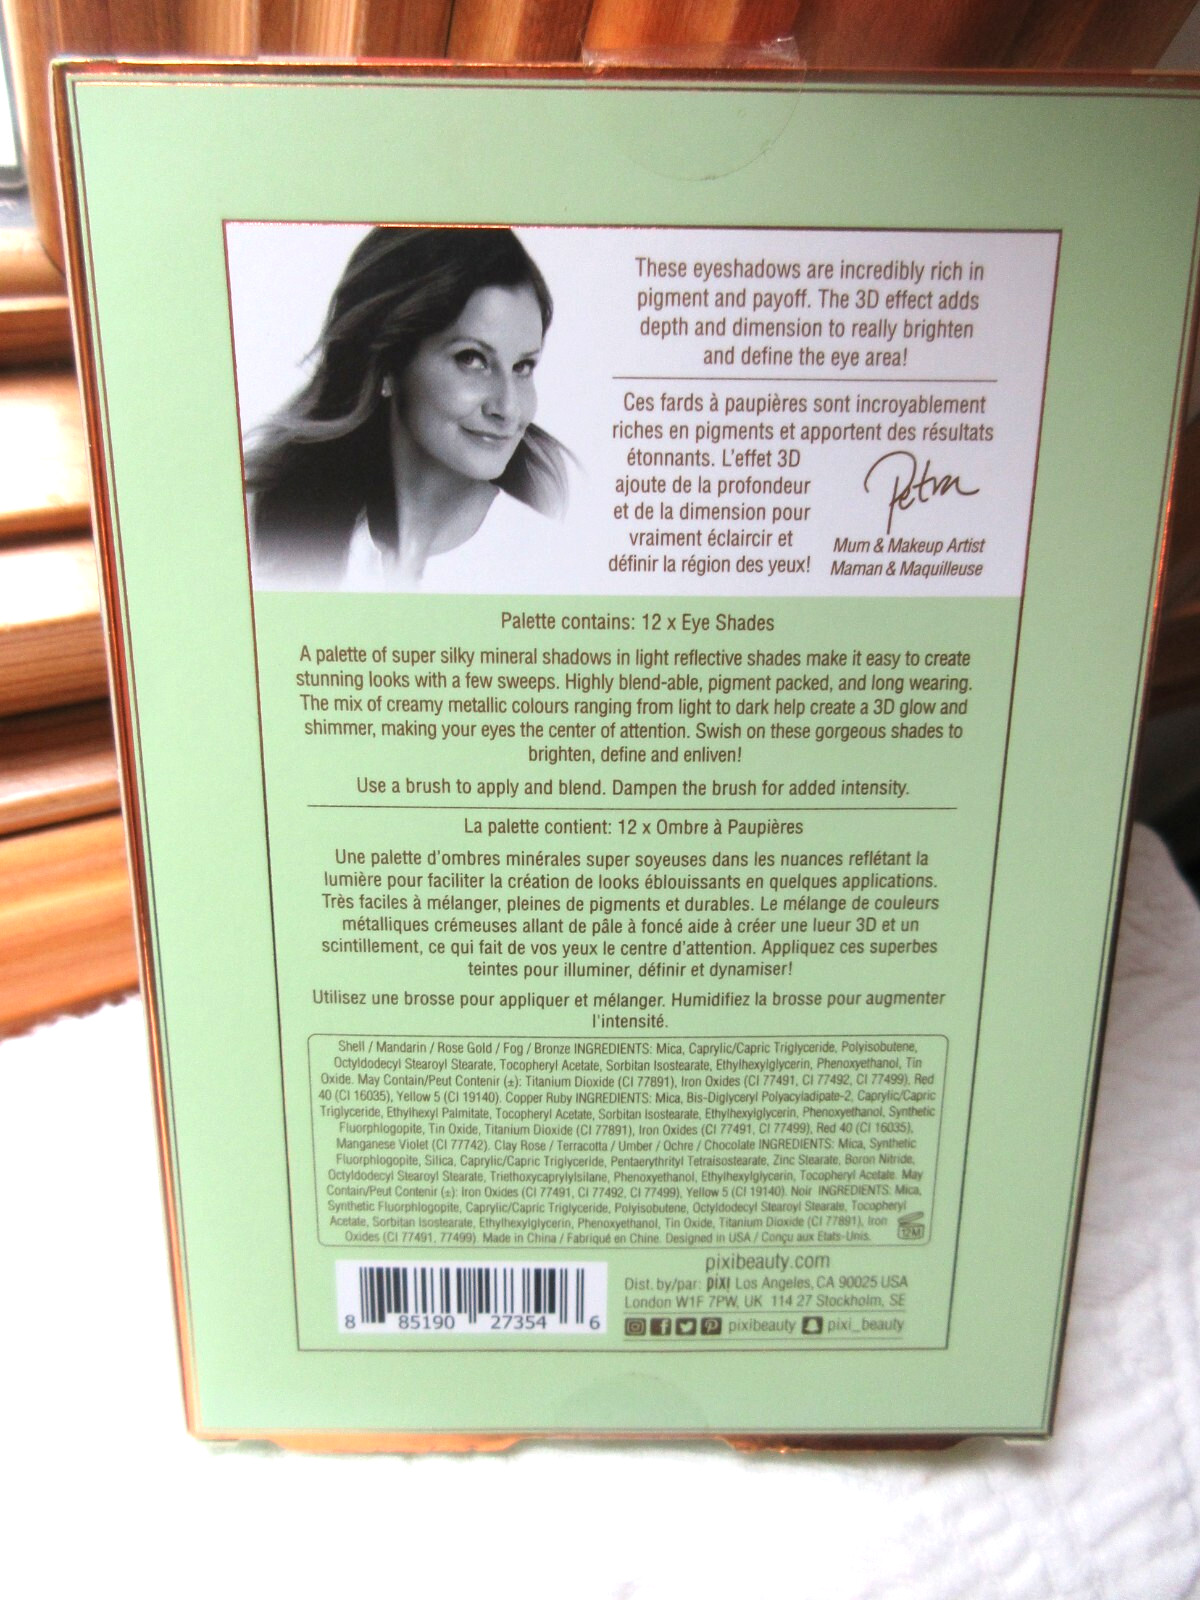 These eyeshadows are incredibly rich in
pigment and payoff. The 3D effect adds
depth and dimension to really brighten
and define the eye area!
Ces fards à paupières sont incroyablement
riches en pigments et apportent des résultats
étonnants. L'effet 3D
ajoute de la profondeur
et de la dimension pour
vraiment éclaircir et
définir la région des yeux!
Petra
Mum & Makeup Artist
Maman & Maquilleuse
Palette contains: 12 x Eye Shades
A palette of super silky mineral shadows in light reflective shades make it easy to create
stunning looks with a few sweeps. Highly blend-able, pigment packed, and long wearing.
The mix of creamy metallic colours ranging from light to dark help create a 3D glow and
shimmer, making your eyes the center of attention. Swish on these gorgeous shades to
brighten, define and enliven!
Use a brush to apply and blend. Dampen the brush for added intensity.
La palette contient: 12 x Ombre à Paupières
Une palette d'ombres minérales super soyeuses dans les nuances reflétant la
lumière pour faciliter la création de looks éblouissants en quelques applications.
Très faciles à mélanger, pleines de pigments et durables. Le mélange de couleurs
métalliques crémeuses allant de pâle à foncé aide à créer une lueur 3D et un
scintillement, ce qui fait de vos yeux le centre d'attention. Appliquez ces superbes
teintes pour illuminer, définir et dynamiser!
Utilisez une brosse pour appliquer et mélanger. Humidifiez la brosse pour augmenter
l'intensité.
Shell / Mandarin / Rose Gold / Fog / Bronze INGREDIENTS: Mica, Caprylic/Capric Triglyceride, Polyisobutene,
Octyldodecyl Stearoyl Stearate, Tocopheryl Acetate, Sorbitan Isostearate, Ethylhexylglycerin, Phenoxyethanol, Tin
Oxide. May Contain/Peut Contenir (±): Titanium Dioxide (CI 77891), Iron Oxides (CI 77491, CI 77492, CI 77499), Red
40 (CI 16035), Yellow 5 (CI 19140). Copper Ruby INGREDIENTS: Mica, Bis-Diglyceryl Polyacyladipate-2, Caprylic/Capric
Triglyceride, Ethylhexyl Palmitate, Tocopheryl Acetate, Sorbitan Isostearate, Ethylhexylglycerin, Phenoxyethanol, Synthetic
Fluorphlogopite, Tin Oxide, Titanium Dioxide (CI 77891), Iron Oxides (CI 77491, CI 77499), Red 40 (CI 16035),
Manganese Violet (CI 77742). Clay Rose / Terracotta / Umber / Ochre / Chocolate INGREDIENTS: Mica, Synthetic
Fluorphlogopite, Silica, Caprylic/Capric Triglyceride, Pentaerythrityl Tetraisostearate, Zinc Stearate, Boron Nitride,
Octyldodecyl Stearoyl Stearate, Triethoxycaprylylsilane, Phenoxyethanol, Ethylhexylglycerin, Tocopheryl Acetate. May
Contain/Peut Contenir (±): Iron Oxides (CI 77491, CI 77492, CI 77499), Yellow 5 (CI 19140). Noir INGREDIENTS: Mica,
Synthetic Fluorphlogopite, Caprylic/Capric Triglyceride, Polyisobutene, Octyldodecyl Stearoyl Stearate, Tocopheryl
Acetate, Sorbitan Isostearate, Ethylhexylglycerin, Phenoxyethanol, Tin Oxide, Titanium Dioxide (CI 77891), Iron
Oxides (CI 77491, 77499). Made in China / Fabriqué en Chine. Designed in USA / Conçu aux Etats-Unis.
12M
8 85190 27354 6
pixibeauty.com
Dist. by/par: pixi Los Angeles, CA 90025 USA
London W1F 7PW, UK 114 27 Stockholm, SE
pixibeauty pixi_beauty